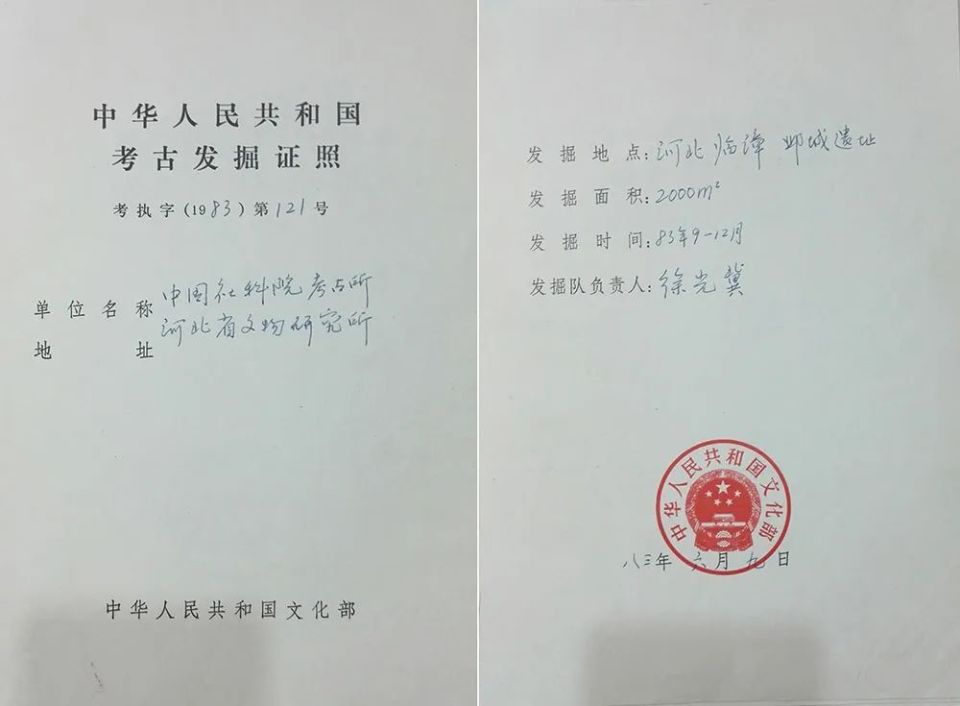 中华人民共和国
考古发掘证照
考执字(1983)第121号
单位名称 中国社科院考古所
河北省文物研究所
地址
中华人民共和国文化部
发掘地点:河北临漳 邺城遗址
发掘面积:2000m²
发掘时间:83年9-12月
发掘队负责人:徐光冀
中华人民共和国文化部
八三年六月九日